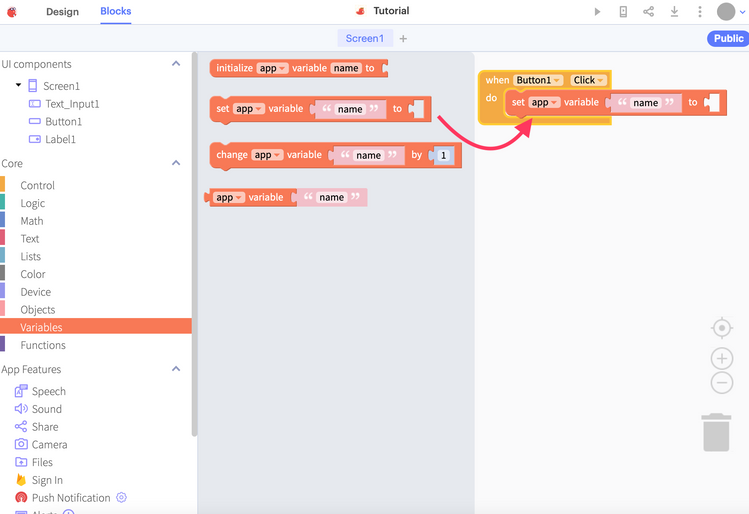 Design Blocks Tutorial
Screen1 +
Public
UI components
Screen1
Text_Input1
Button1
Label1
Core
Control
Logic
Math
Text
Lists
Color
Device
Objects
Variables
Functions
App Features
Speech
Sound
Share
Camera
Files
Sign In
Push Notification
initialize app variable name to
set app variable “ name ” to
change app variable “ name ” by 1
app variable “ name ”
when Button1 Click
do set app variable “ name ” to